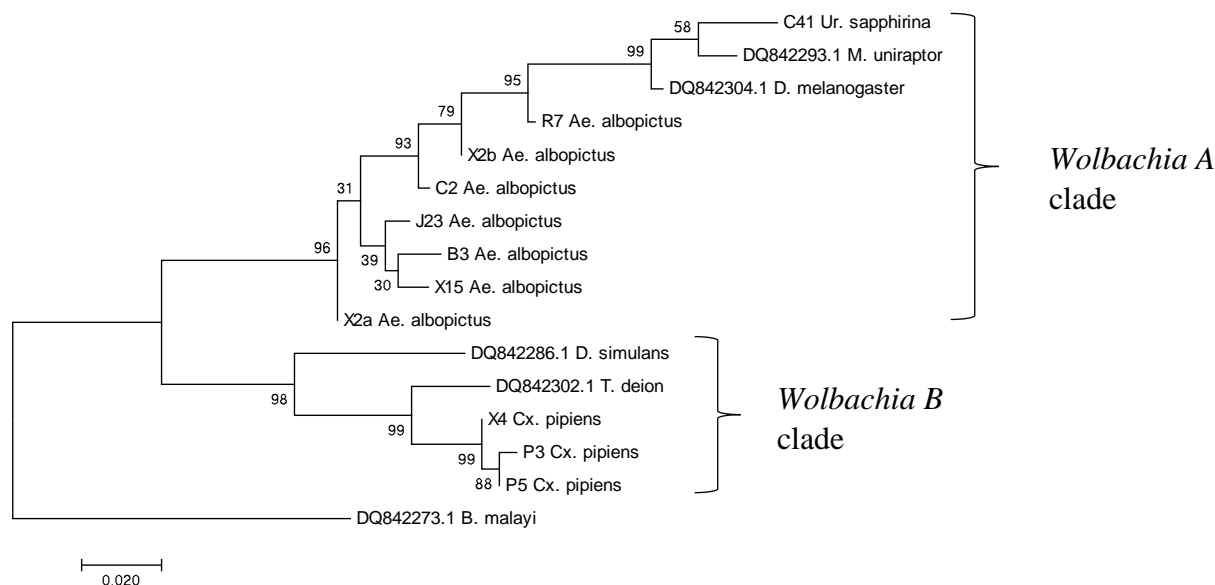 C41 Ur. sapphirina
58
DQ842293.1 M. uniraptor
99
DQ842304.1 D. melanogaster
95
R7 Ae. albopictus
79
X2b Ae. albopictus
93
C2 Ae. albopictus
31
J23 Ae. albopictus
96
B3 Ae. albopictus
39
30
X15 Ae. albopictus
X2a Ae. albopictus
Wolbachia A
clade
DQ842286.1 D. simulans
98
DQ842302.1 T. deion
99
X4 Cx. pipiens
99
P3 Cx. pipiens
88
P5 Cx. pipiens
Wolbachia B
clade
DQ842273.1 B. malayi
0.020